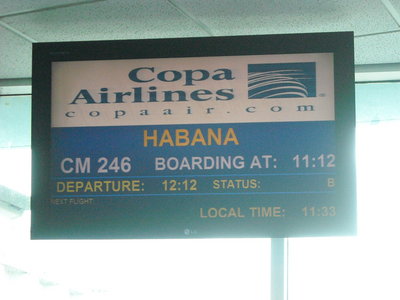 Copa
Airlines
copaair.com
HABANA
CM 246 BOARDING AT: 11:12
DEPARTURE: 12:12 STATUS: B
NEXT FLIGHT:
LOCAL TIME: 11:33
LG